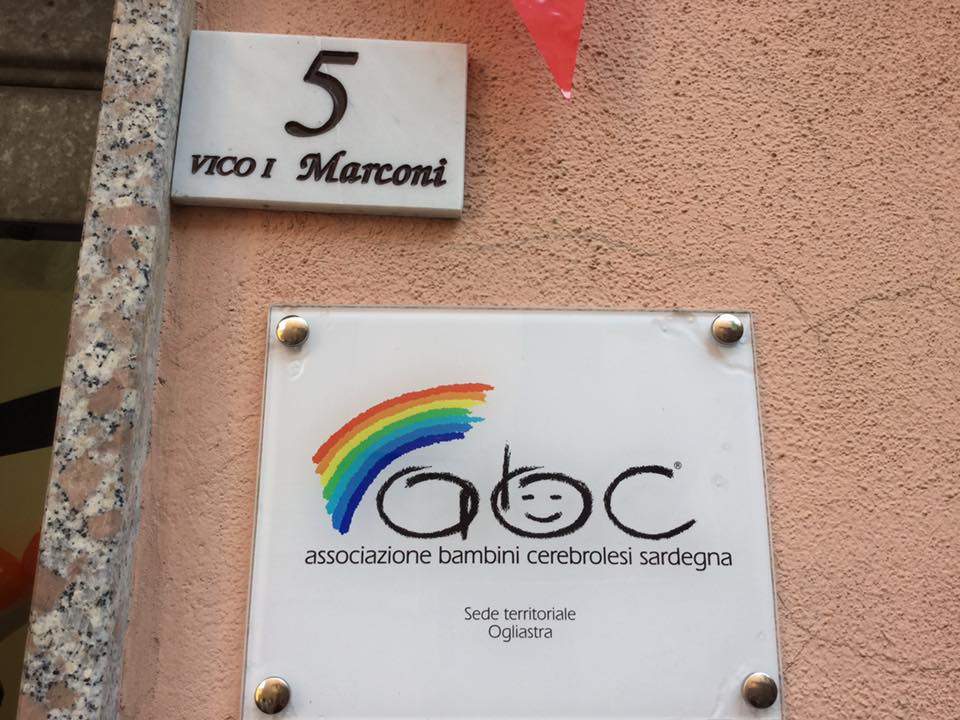 5
VICO I Marconi
abc®
associazione bambini cerebrolesi sardegna
Sede territoriale
Ogliastra